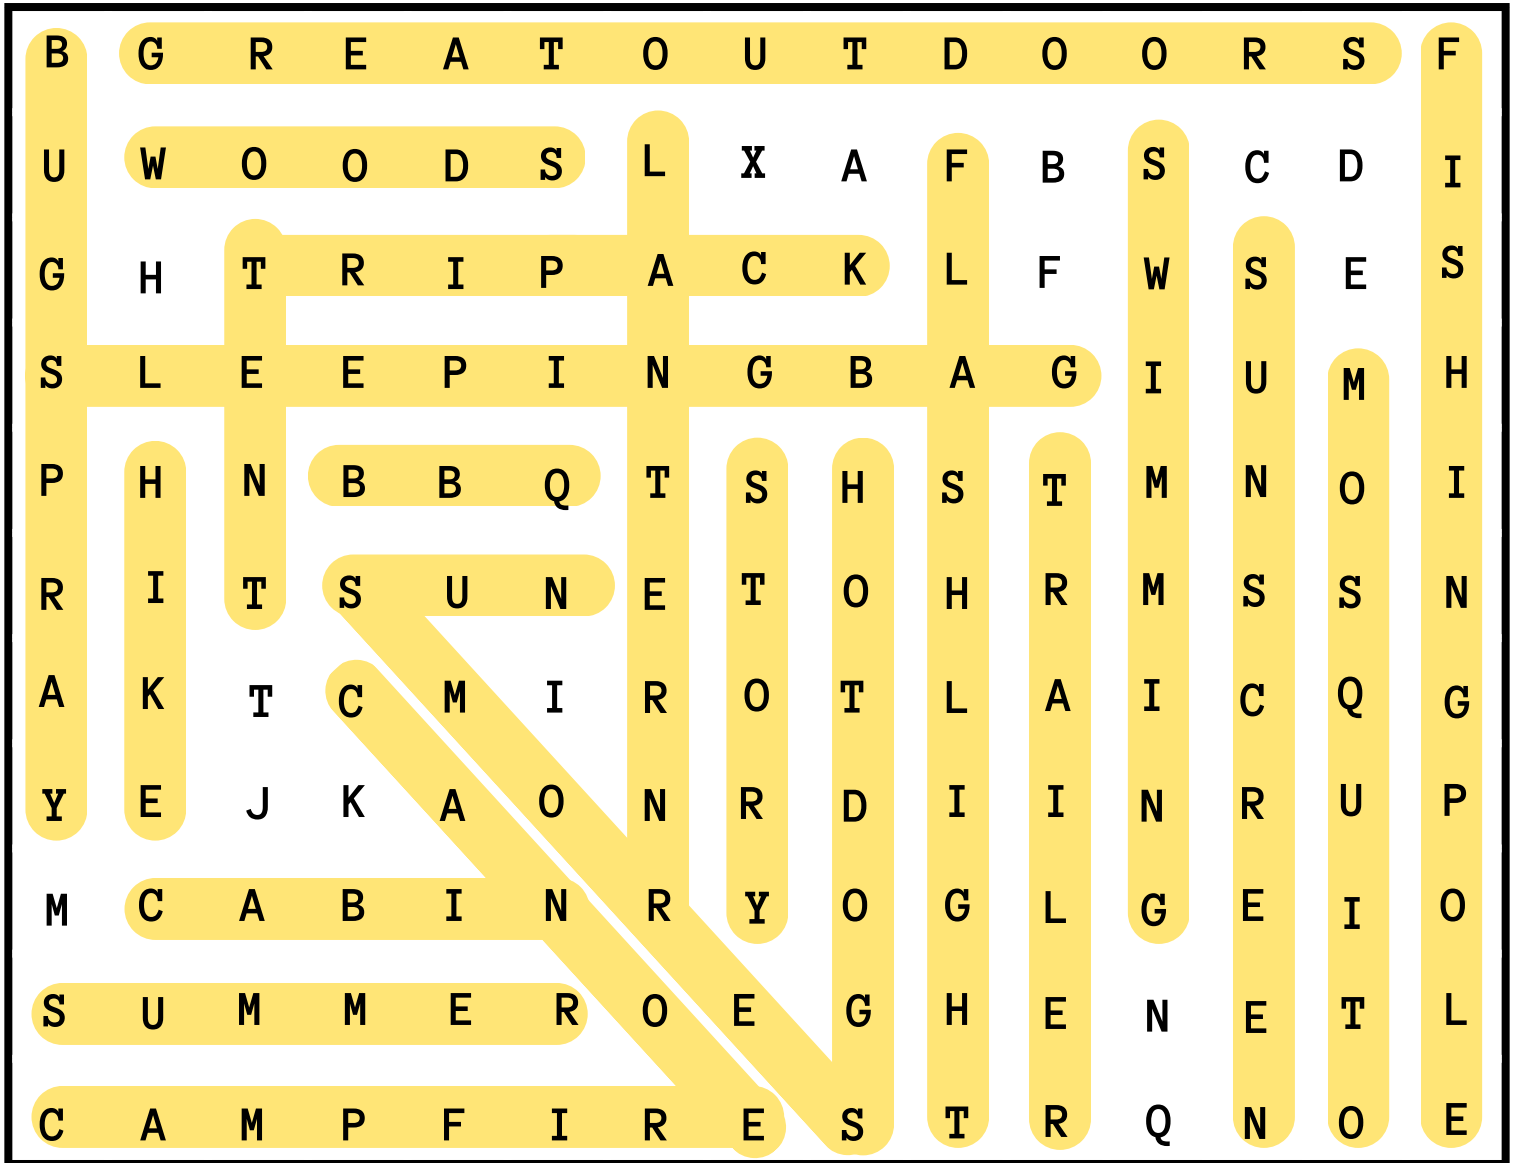 B G R E A T O U T D O O R S F
U W O O D S L X A F B S C D I
G H T R I P A C K L F W S E S
S L E E P I N G B A G I U M H
P H N B B Q T S H S T M N O I
R I T S U N E T O H R M S S N
A K T C M I R O T L A I C Q G
Y E J K A O N R D I I N R U P
M C A B I N R Y O G L G E I O
S U M M E R O E G H E N E T L
C A M P F I R E S T R Q N O E